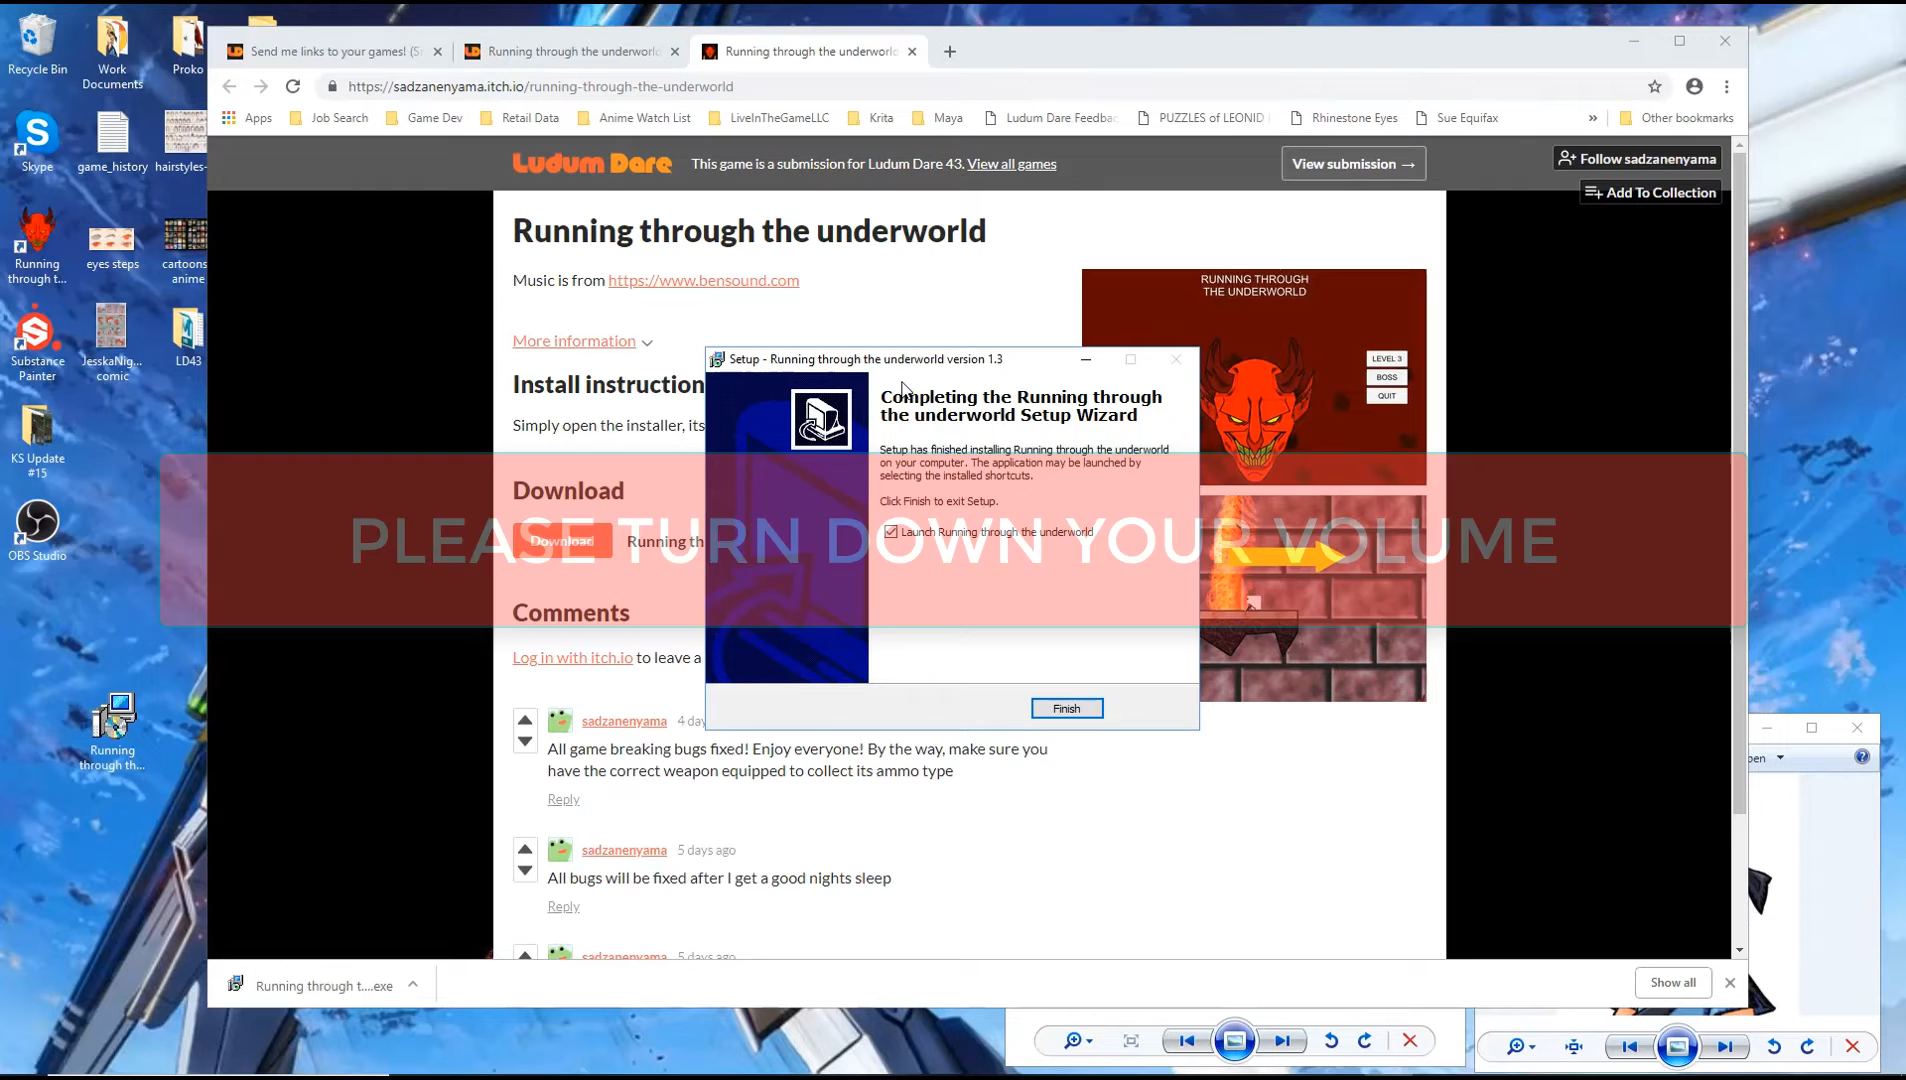 Recycle Bin
Work Documents
Proko
Skype
game_history
hairstyles-
Running through t...
eyes steps
cartoons anime
Substance Painter
JesskaNig... comic
LD43
KS Update #15
OBS Studio
Running through th...
Send me links to your games! (S
Running through the underworld
Running through the underworld
https://sadzanenyama.itch.io/running-through-the-underworld
Apps
Job Search
Game Dev
Retail Data
Anime Watch List
LiveInTheGameLLC
Krita
Maya
Ludum Dare Feedbac
PUZZLES of LEONID
Rhinestone Eyes
Sue Equifax
»
Other bookmarks
LUDUM DARE
This game is a submission for Ludum Dare 43. View all games
View submission →
Follow sadzanenyama
Add To Collection
Running through the underworld
Music is from https://www.bensound.com
More information
Install instruction
Simply open the installer, its
Download
Download
Running th
Comments
Log in with itch.io to leave a
RUNNING THROUGH
THE UNDERWORLD
LEVEL 3
BOSS
QUIT
Setup - Running through the underworld version 1.3
Completing the Running through
the underworld Setup Wizard
Setup has finished installing Running through the underworld
on your computer. The application may be launched by
selecting the installed shortcuts.
Click Finish to exit Setup.
Launch Running through the underworld
Finish
PLEASE TURN DOWN YOUR VOLUME
sadzanenyama 4 day
All game breaking bugs fixed! Enjoy everyone! By the way, make sure you
have the correct weapon equipped to collect its ammo type
Reply
sadzanenyama 5 days ago
All bugs will be fixed after I get a good nights sleep
Reply
sadzanenyama 5 days ago
Running through t....exe
Show all
pen